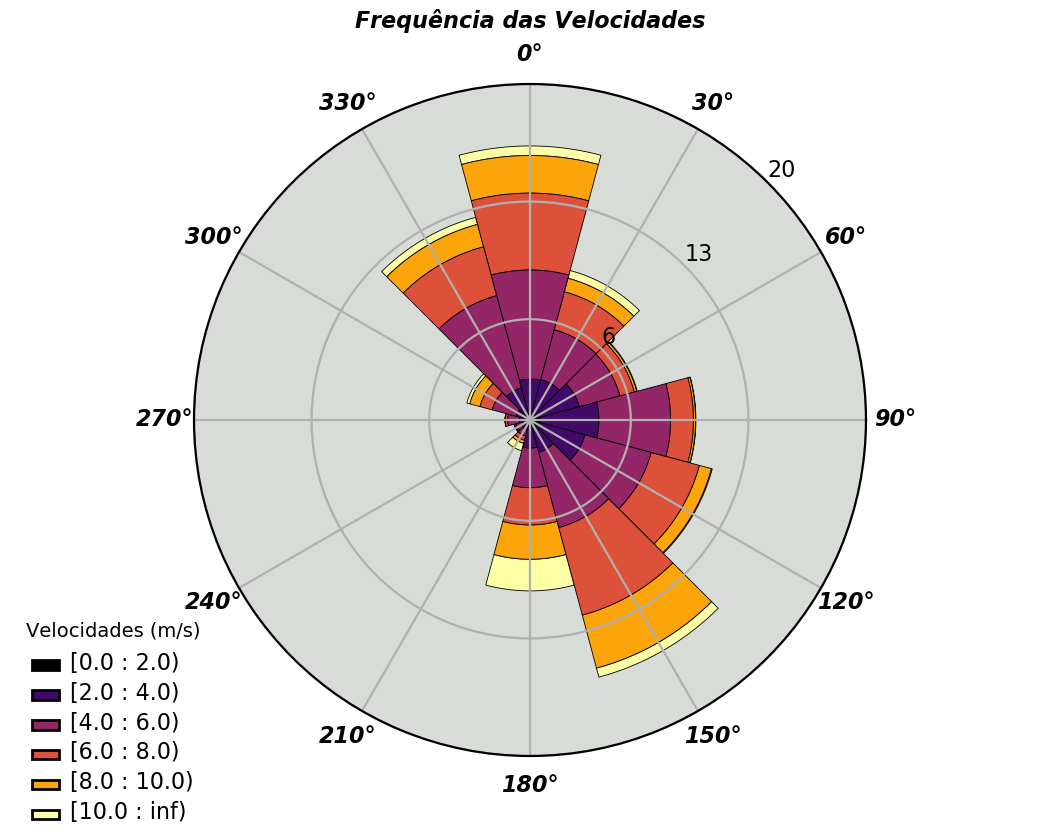 Frequência das Velocidades
0°
330°
30°
20
300°
60°
13
6
270°
90°
240°
120°
210°
150°
180°
Velocidades (m/s)
[0.0 : 2.0)
[2.0 : 4.0)
[4.0 : 6.0)
[6.0 : 8.0)
[8.0 : 10.0)
[10.0 : inf)